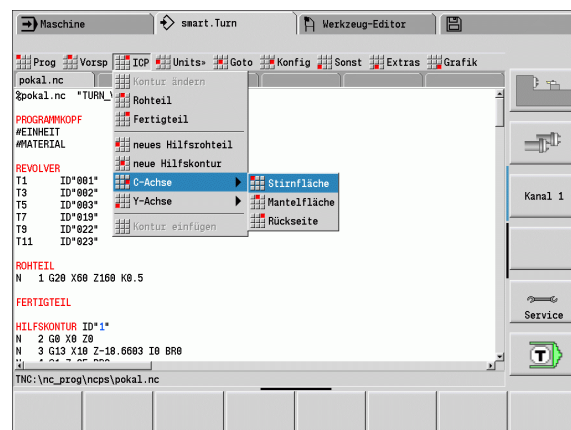 Maschine
smart.Turn
Werkzeug-Editor
Prog Vorsp ICP Units» Goto Konfig Sonst Extras Grafik
pokal.nc
%pokal.nc "TURN_
PROGRAMMKOPF
#EINHEIT
#MATERIAL
REVOLVER
T1 ID"001"
T3 ID"002"
T5 ID"003"
T7 ID"019"
T9 ID"022"
T11 ID"023"
ROHTEIL
N 1 G20 X60 Z160 K0.5
FERTIGTEIL
HILFSKONTUR ID"1"
N 2 G0 X0 Z0
N 3 G13 X10 Z-18.6603 I0 BR0
Kontur ändern
Rohteil
Fertigteil
neues Hilfsrohteil
neue Hilfskontur
C-Achse
Y-Achse
Kontur einfügen
Stirnfläche
Mantelfläche
Rückseite
TNC:\nc_prog\ncps\pokal.nc
Kanal 1
Service
T